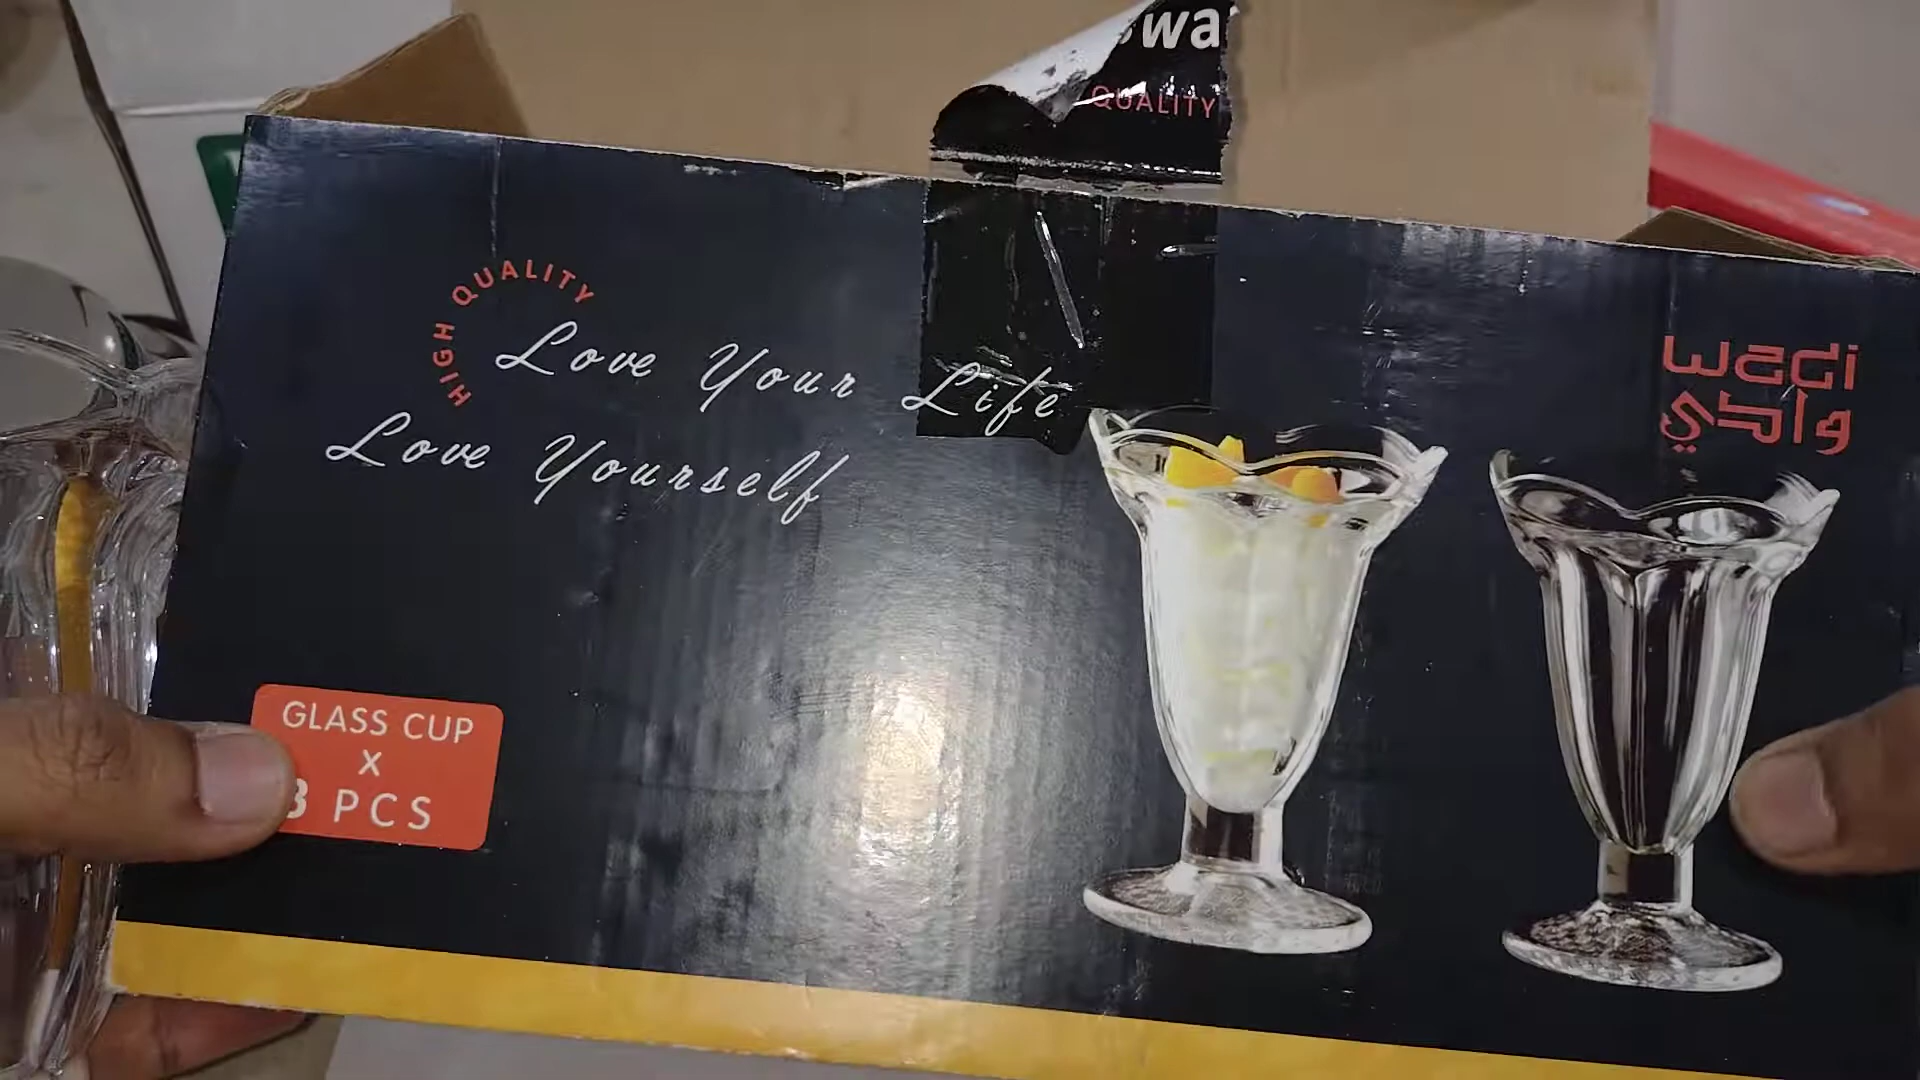 wa
QUALITY
HIGH QUALITY
Love Your Life
Love Yourself
wadi
وادي
GLASS CUP
X
PCS